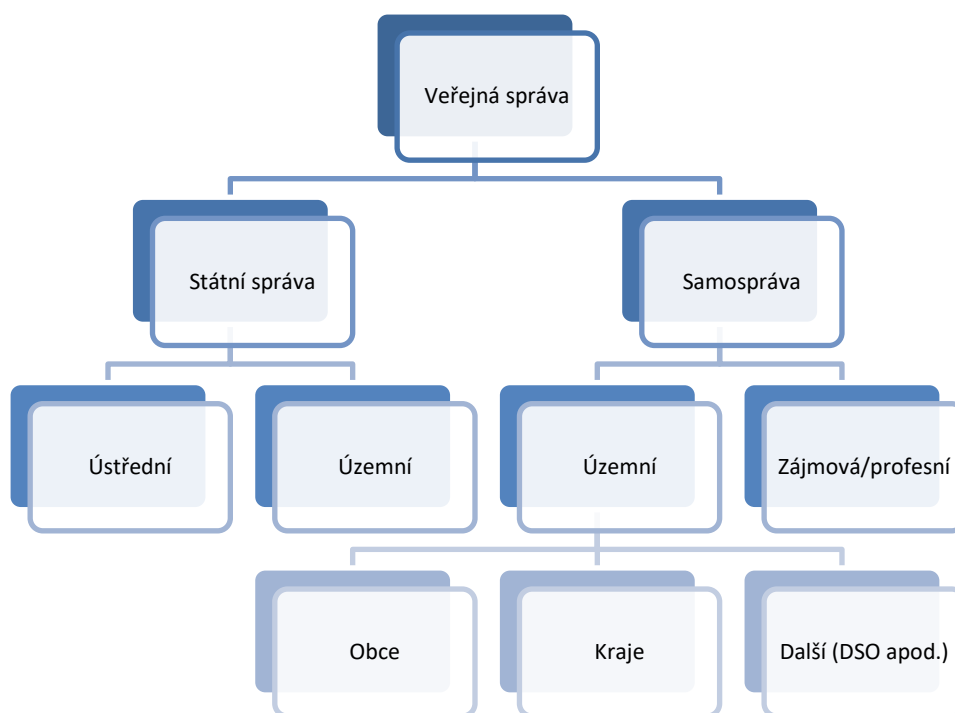 Veřejná správa
Státní správa
Samospráva
Ústřední
Územní
Územní
Zájmová/profesní
Obce
Kraje
Další (DSO apod.)